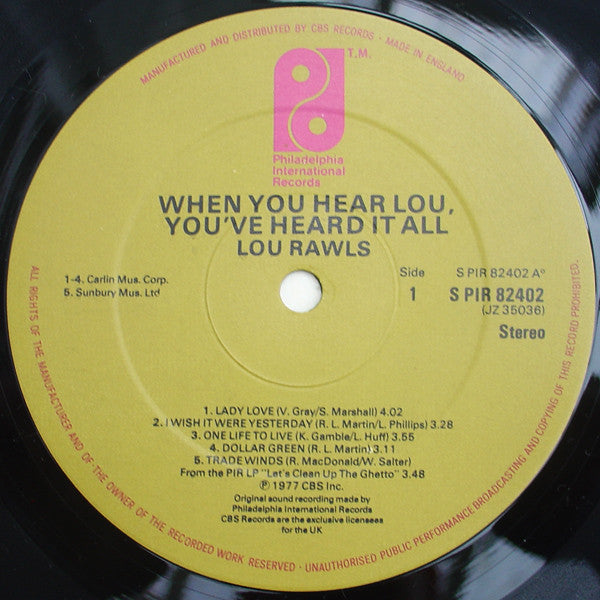 MANUFACTURED AND DISTRIBUTED BY CBS RECORDS · MADE IN ENGLAND
T.M.
Philadelphia
International
Records
WHEN YOU HEAR LOU,
YOU'VE HEARD IT ALL
LOU RAWLS
1-4. Carlin Mus. Corp.
5. Sunbury Mus. Ltd
Side
1
S PIR 82402 A°
S PIR 82402
(JZ 35036)
Stereo
1. LADY LOVE (V. Gray/S. Marshall) 4.02
2. I WISH IT WERE YESTERDAY (R. L. Martin/L. Phillips) 3.28
3. ONE LIFE TO LIVE (K. Gamble/L. Huff) 3.55
4. DOLLAR GREEN (R. L. Martin) 3.11
5. TRADE WINDS (R. MacDonald/W. Salter)
From the PIR LP "Let's Clean Up The Ghetto" 3.48
℗ 1977 CBS Inc.
Original sound recording made by
Philadelphia International Records
CBS Records are the exclusive licensees
for the UK
ALL RIGHTS OF THE MANUFACTURER AND OF THE OWNER OF THE RECORDED WORK RESERVED · UNAUTHORISED PUBLIC PERFORMANCE BROADCASTING AND COPYING OF THIS RECORD PROHIBITED.